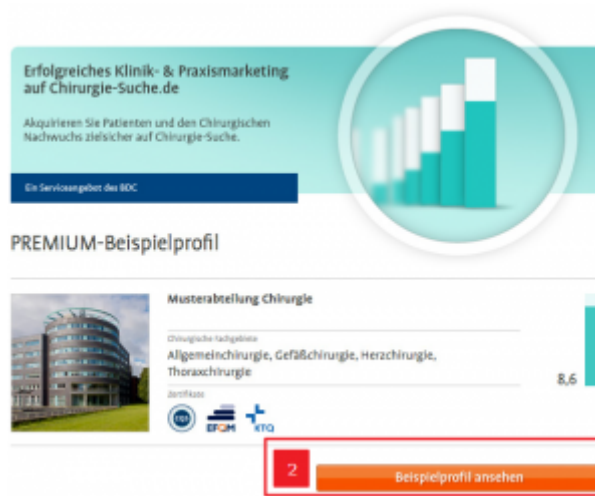 Erfolgreiches Klinik- & Praxismarketing
auf Chirurgie-Suche.de
Akquirieren Sie Patienten und den Chirurgischen
Nachwuchs zielsicher auf Chirurgie-Suche.
Ein Serviceangebot des BDC
PREMIUM-Beispielprofil
Musterabteilung Chirurgie
Chirurgische Fachgebiete
Allgemeinchirurgie, Gefäßchirurgie, Herzchirurgie,
Thoraxchirurgie
8,6
Zertifikate
EFQM
KTQ
2
Beispielprofil ansehen